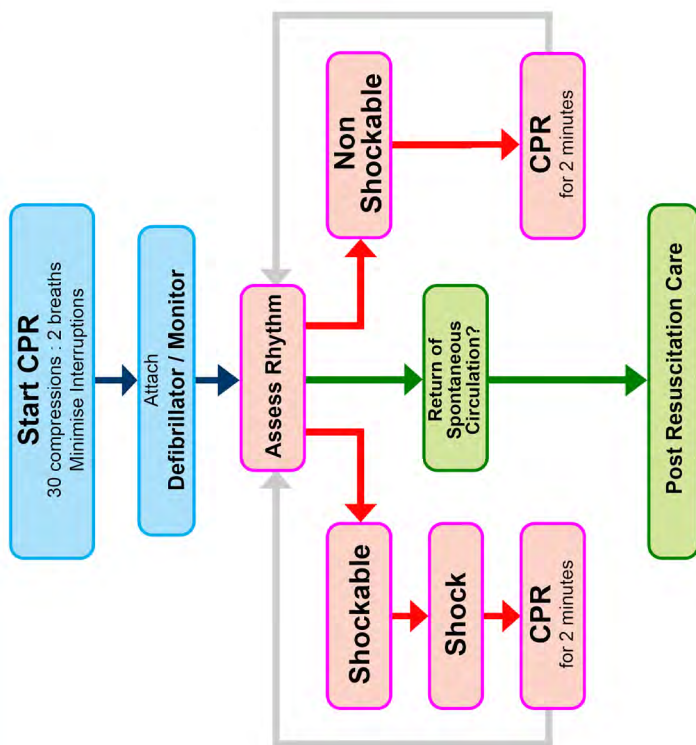 Start CPR
30 compressions : 2 breaths
Minimise Interruptions
Attach
Defibrillator / Monitor
Assess Rhythm
Shockable
Shock
CPR
for 2 minutes
Return of
Spontaneous
Circulation?
Non
Shockable
CPR
for 2 minutes
Post Resuscitation Care